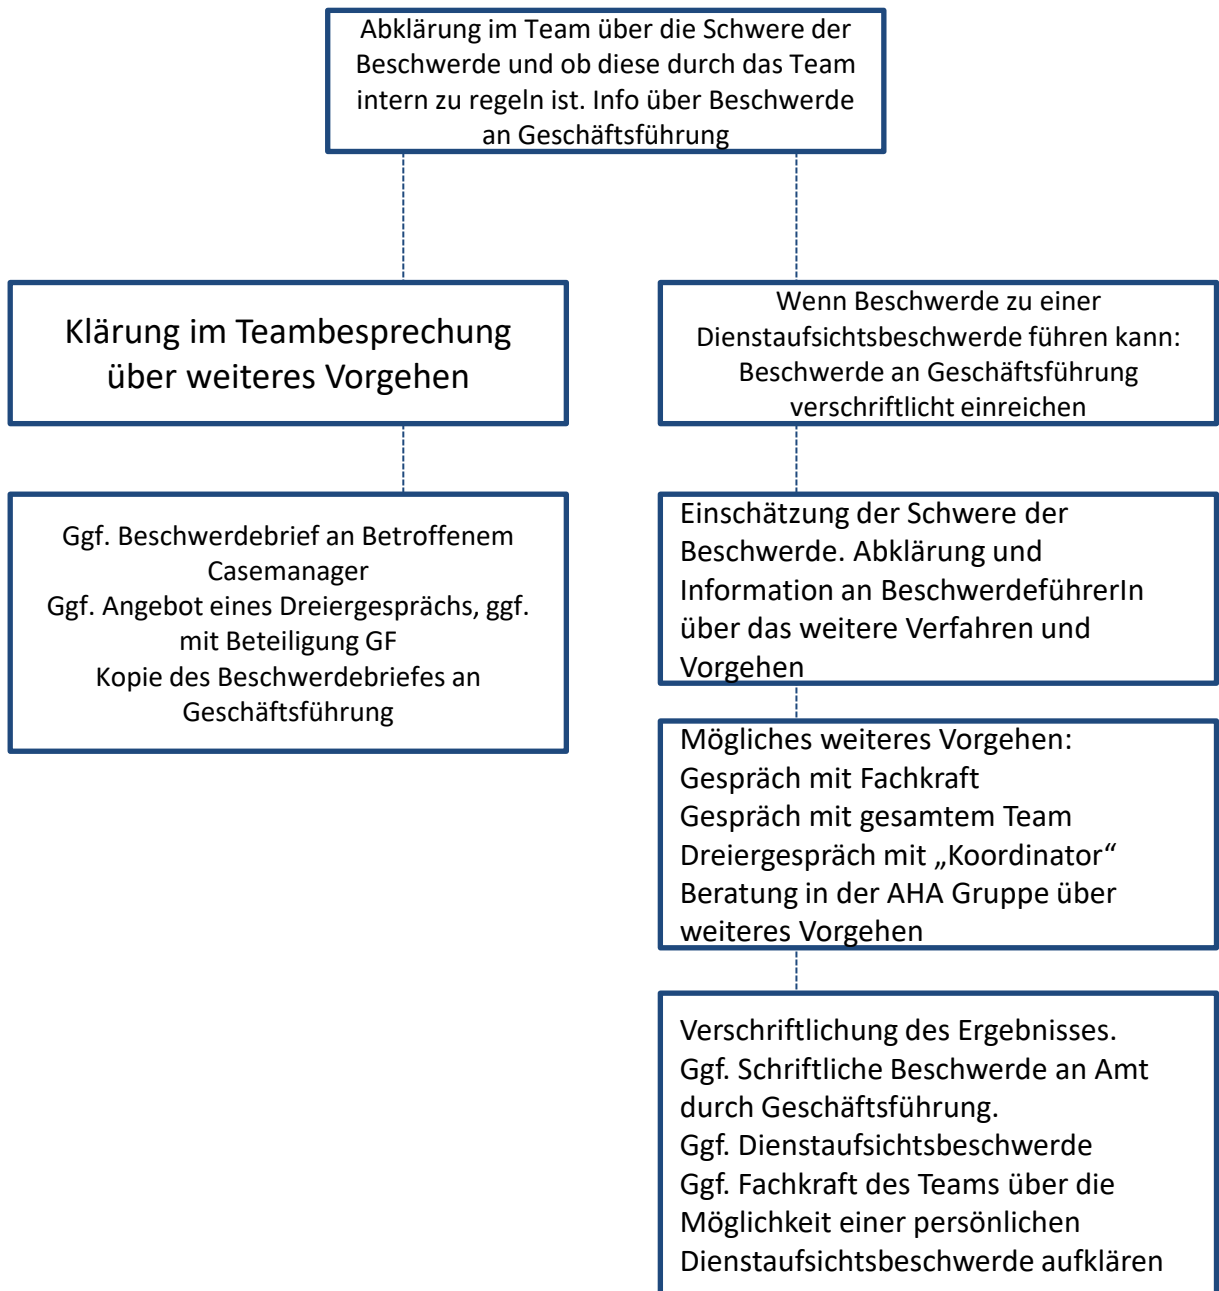 Abklärung im Team über die Schwere der
Beschwerde und ob diese durch das Team
intern zu regeln ist. Info über Beschwerde
an Geschäftsführung
Klärung im Teambesprechung
über weiteres Vorgehen
Ggf. Beschwerdebrief an Betroffenem
Casemanager
Ggf. Angebot eines Dreiergesprächs, ggf.
mit Beteiligung GF
Kopie des Beschwerdebriefes an
Geschäftsführung
Wenn Beschwerde zu einer
Dienstaufsichtsbeschwerde führen kann:
Beschwerde an Geschäftsführung
verschriftlicht einreichen
Einschätzung der Schwere der
Beschwerde. Abklärung und
Information an BeschwerdeführerIn
über das weitere Verfahren und
Vorgehen
Mögliches weiteres Vorgehen:
Gespräch mit Fachkraft
Gespräch mit gesamtem Team
Dreiergespräch mit „Koordinator“
Beratung in der AHA Gruppe über
weiteres Vorgehen
Verschriftlichung des Ergebnisses.
Ggf. Schriftliche Beschwerde an Amt
durch Geschäftsführung.
Ggf. Dienstaufsichtsbeschwerde
Ggf. Fachkraft des Teams über die
Möglichkeit einer persönlichen
Dienstaufsichtsbeschwerde aufklären